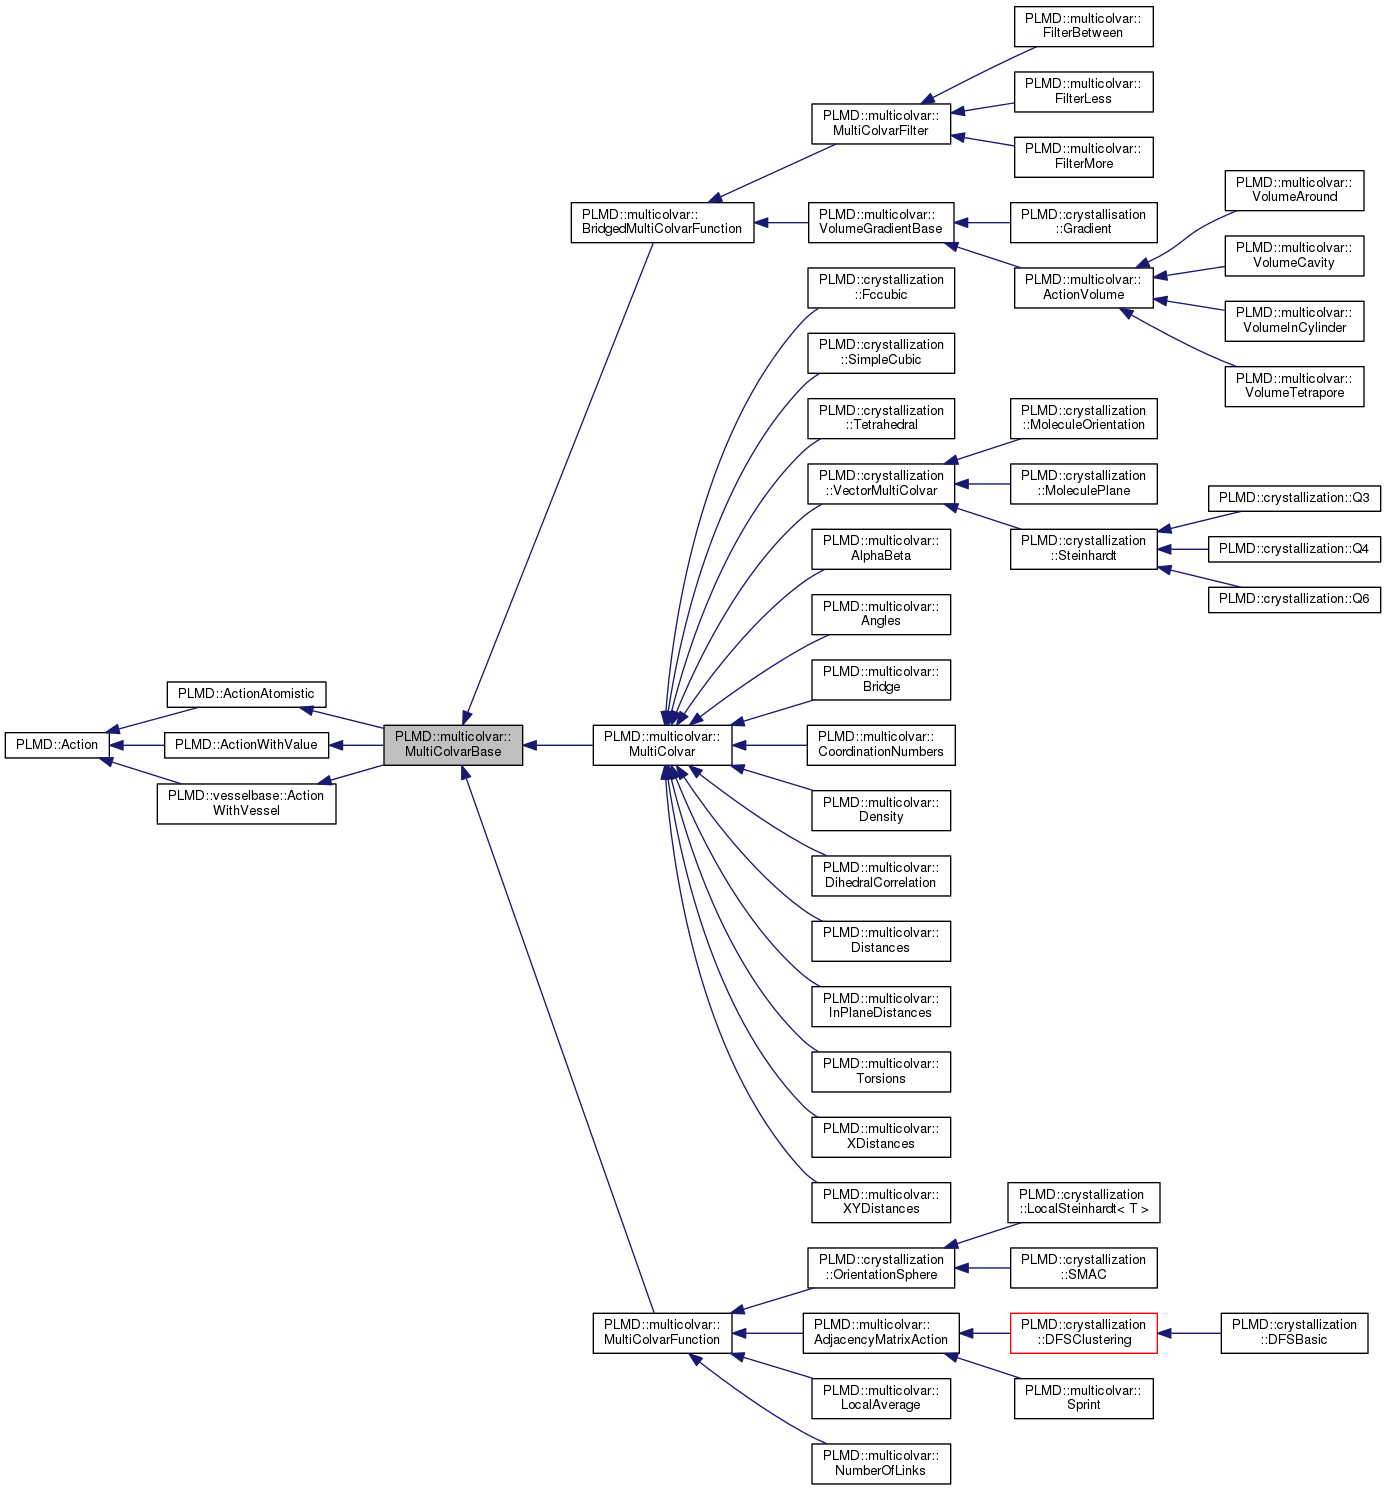 PLMD::multicolvar::
FilterBetween
PLMD::multicolvar::
FilterLess
PLMD::multicolvar::
MultiColvarFilter
PLMD::multicolvar::
FilterMore
PLMD::multicolvar::
VolumeAround
PLMD::multicolvar::
BridgedMultiColvarFunction
PLMD::multicolvar::
VolumeGradientBase
PLMD::crystallisation
::Gradient
PLMD::multicolvar::
VolumeCavity
PLMD::crystallization
::Fccubic
PLMD::multicolvar::
ActionVolume
PLMD::multicolvar::
VolumeInCylinder
PLMD::crystallization
::SimpleCubic
PLMD::multicolvar::
VolumeTetrapore
PLMD::crystallization
::Tetrahedral
PLMD::crystallization
::MoleculeOrientation
PLMD::crystallization
::VectorMultiColvar
PLMD::crystallization
::MoleculePlane
PLMD::crystallization::Q3
PLMD::multicolvar::
AlphaBeta
PLMD::crystallization
::Steinhardt
PLMD::crystallization::Q4
PLMD::crystallization::Q6
PLMD::multicolvar::
Angles
PLMD::multicolvar::
Bridge
PLMD::ActionAtomistic
PLMD::Action
PLMD::ActionWithValue
PLMD::multicolvar::
MultiColvarBase
PLMD::multicolvar::
MultiColvar
PLMD::multicolvar::
CoordinationNumbers
PLMD::vesselbase::Action
WithVessel
PLMD::multicolvar::
Density
PLMD::multicolvar::
DihedralCorrelation
PLMD::multicolvar::
Distances
PLMD::multicolvar::
InPlaneDistances
PLMD::multicolvar::
Torsions
PLMD::multicolvar::
XDistances
PLMD::multicolvar::
XYDistances
PLMD::crystallization
::LocalSteinhardt< T >
PLMD::crystallization
::OrientationSphere
PLMD::crystallization
::SMAC
PLMD::multicolvar::
MultiColvarFunction
PLMD::multicolvar::
AdjacencyMatrixAction
PLMD::crystallization
::DFSClustering
PLMD::crystallization
::DFSBasic
PLMD::multicolvar::
LocalAverage
PLMD::multicolvar::
Sprint
PLMD::multicolvar::
NumberOfLinks